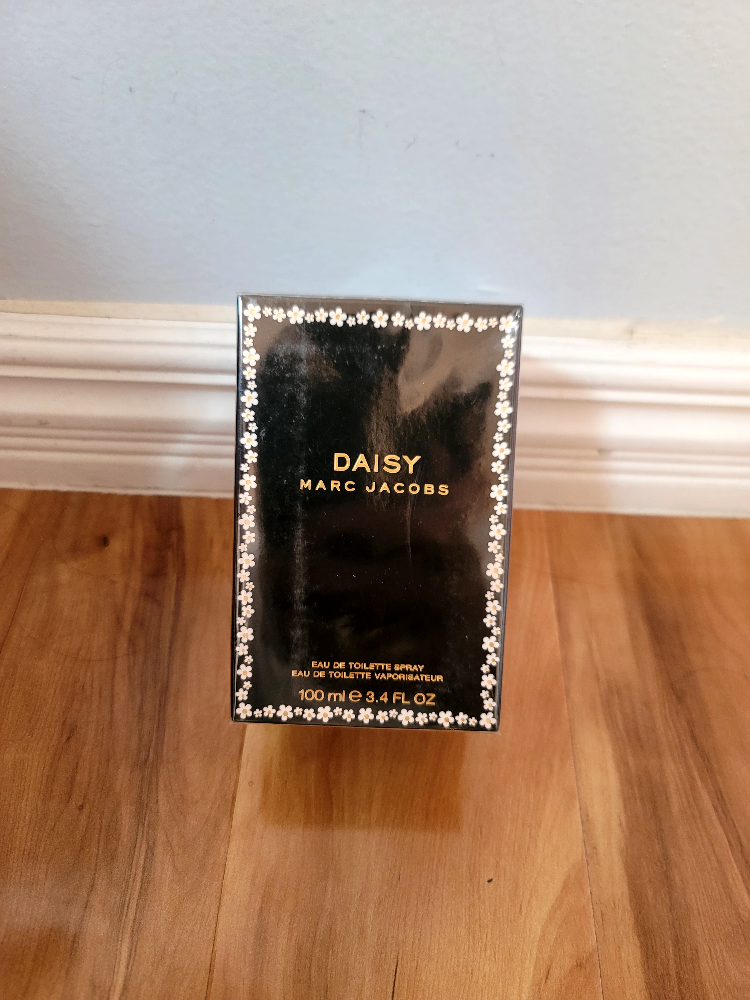 DAISY
MARC JACOBS
EAU DE TOILETTE SPRAY
EAU DE TOILETTE VAPORISATEUR
100 ml ℮ 3.4 FL OZ